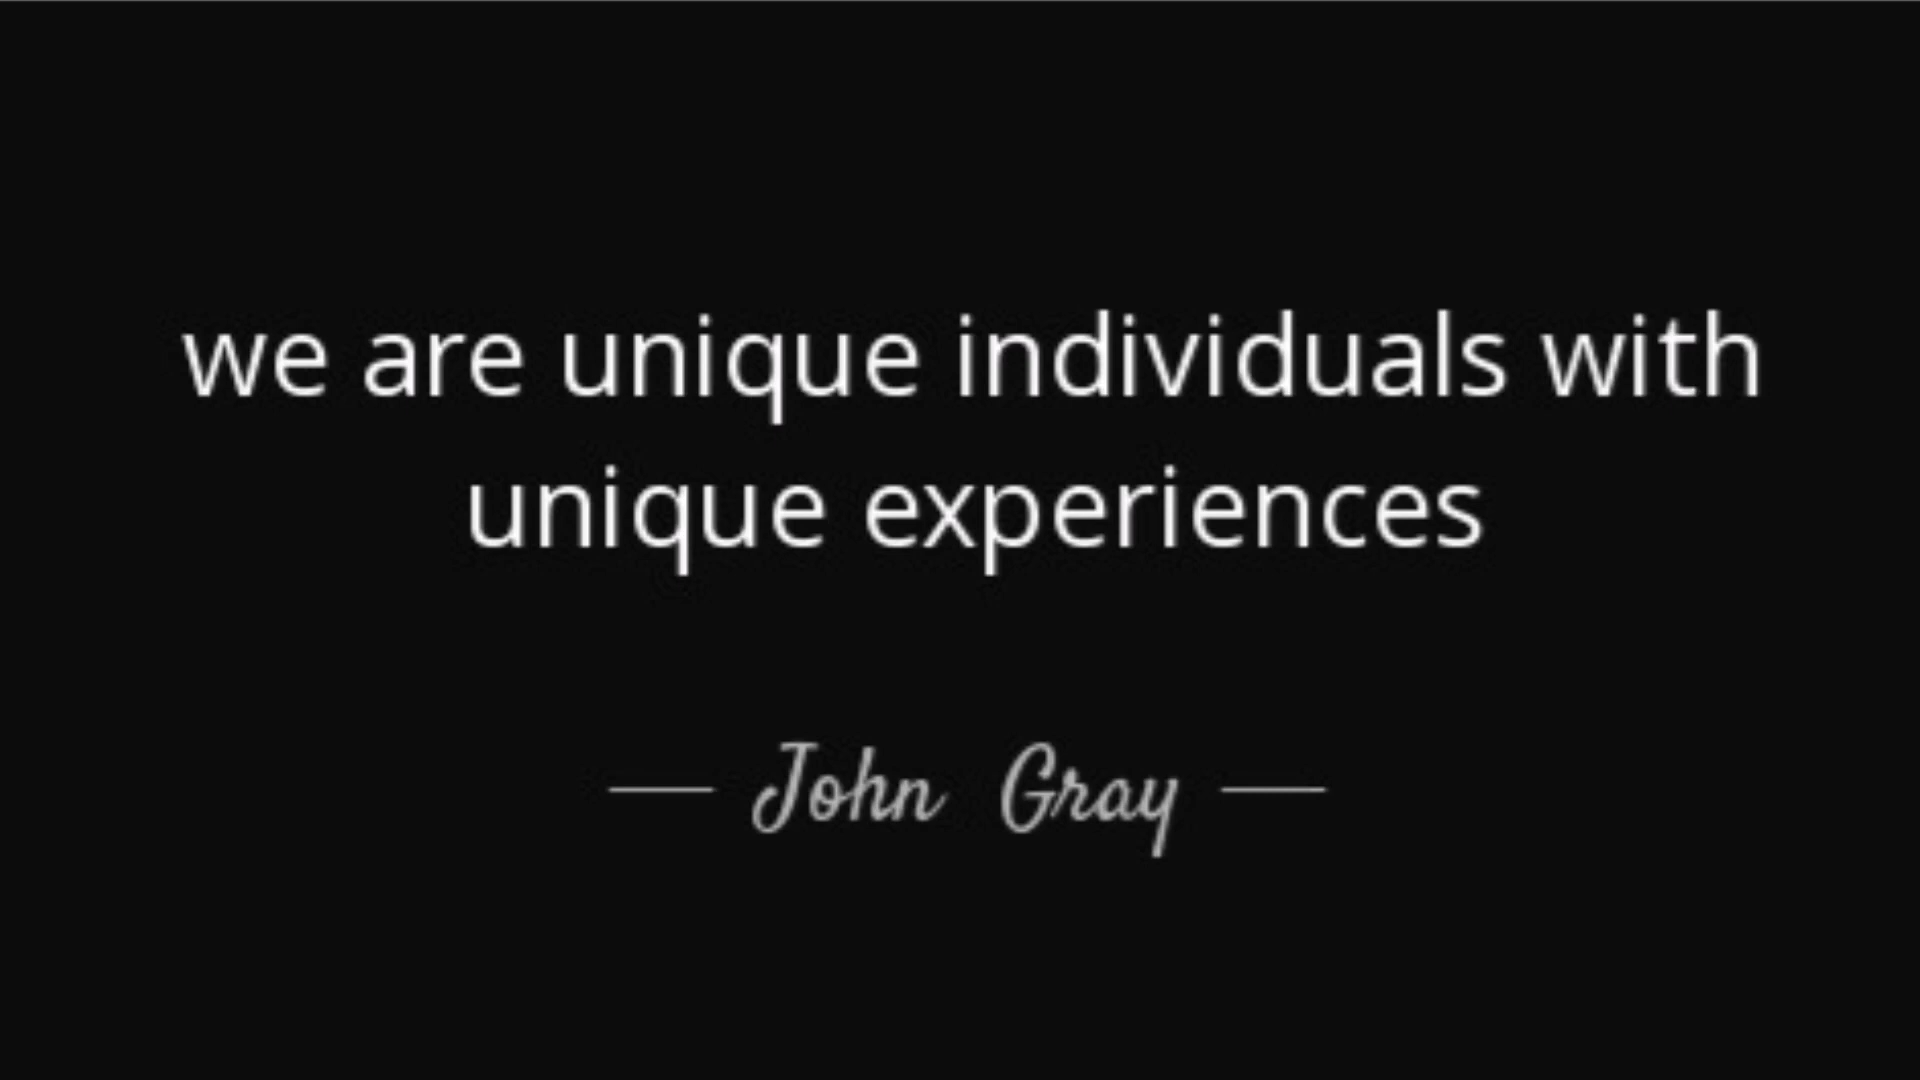 we are unique individuals with
unique experiences
— John Gray —